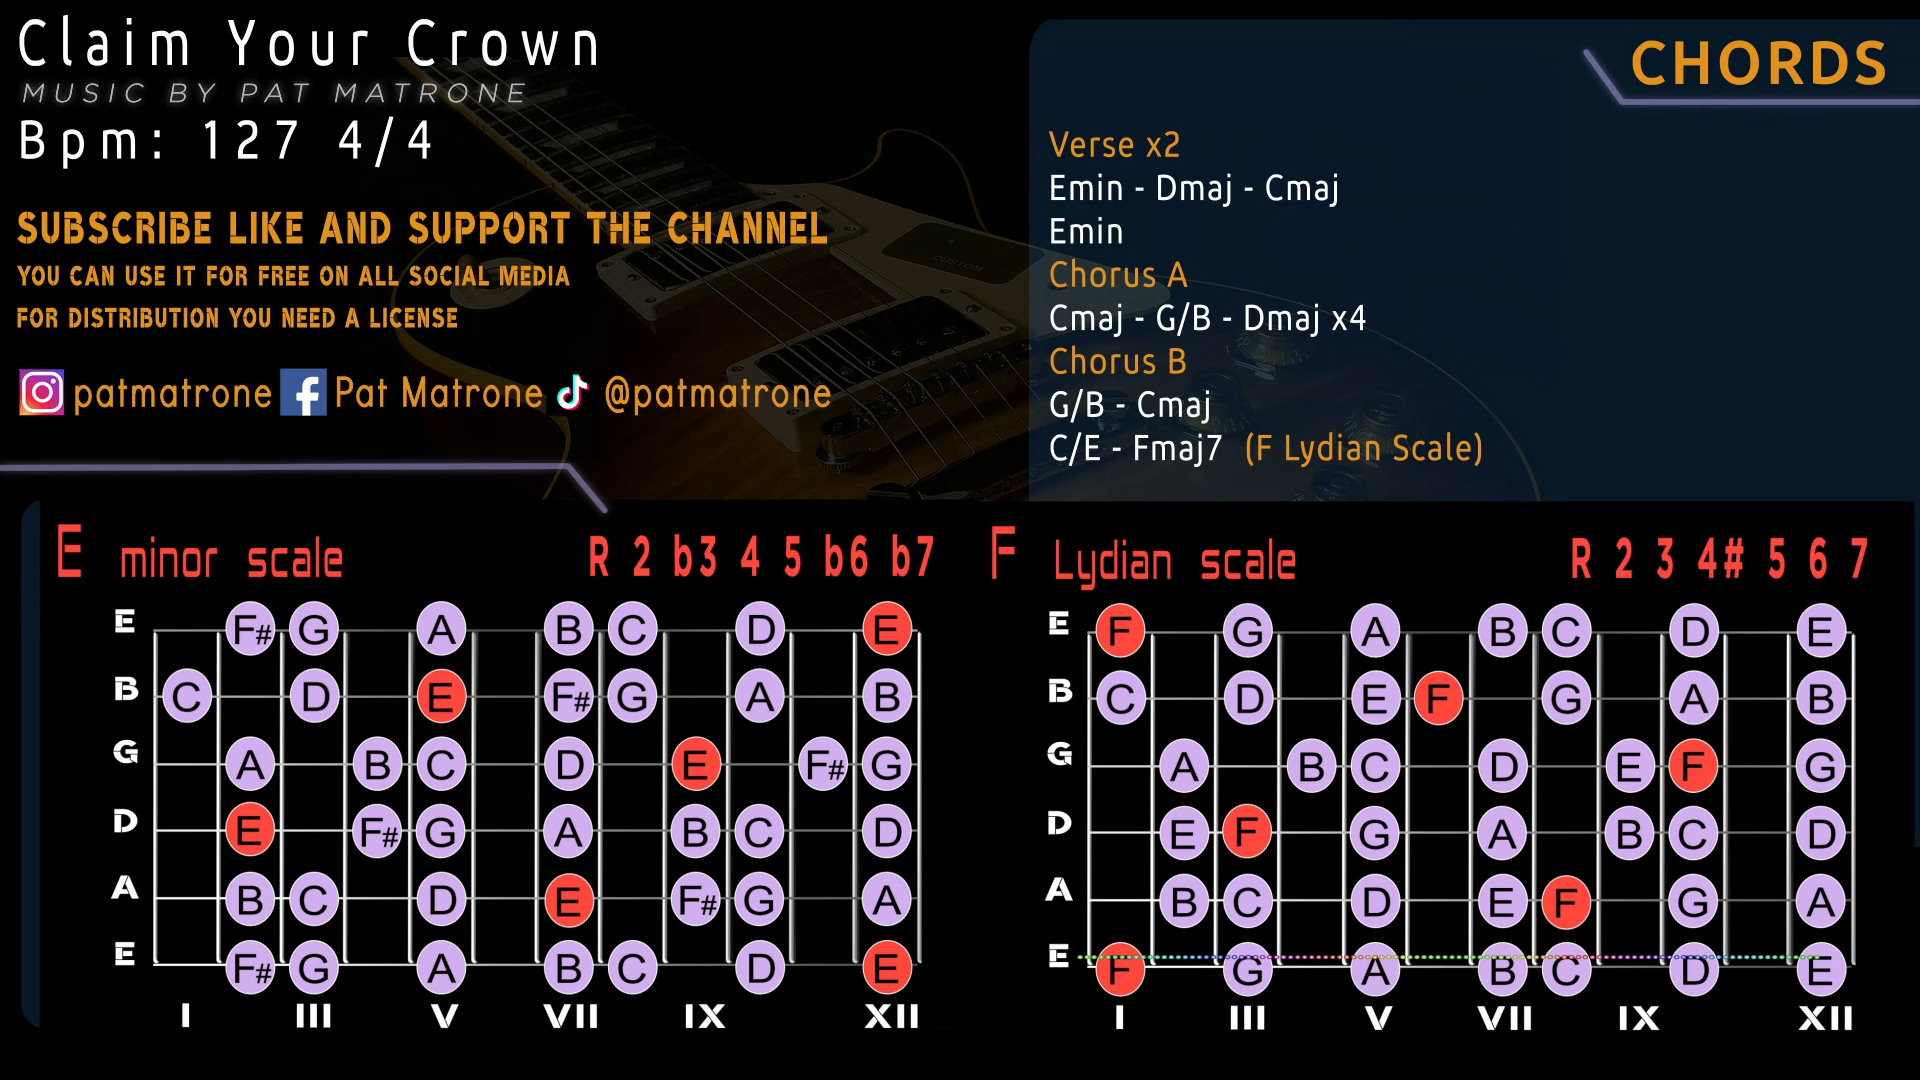 Claim Your Crown
MUSIC BY PAT MATRONE
Bpm: 127 4/4
SUBSCRIBE LIKE AND SUPPORT THE CHANNEL
YOU CAN USE IT FOR FREE ON ALL SOCIAL MEDIA
FOR DISTRIBUTION YOU NEED A LICENSE
patmatrone Pat Matrone @patmatrone
CHORDS
Verse x2
Emin - Dmaj - Cmaj
Emin
Chorus A
Cmaj - G/B - Dmaj x4
Chorus B
G/B - Cmaj
C/E - Fmaj7 (F Lydian Scale)
CUSTOM
E minor scale R 2 b3 4 5 b6 b7
E F# G A B C D E
B C D E F# G A B
G A B C D E F# G
D E F# G A B C D
A B C D E F# G A
E F# G A B C D E
I III V VII IX XII
F Lydian scale R 2 3 4# 5 6 7
E F G A B C D E
B C D E F G A B
G A B C D E F G
D E F G A B C D
A B C D E F G A
E F G A B C D E
I III V VII IX XII